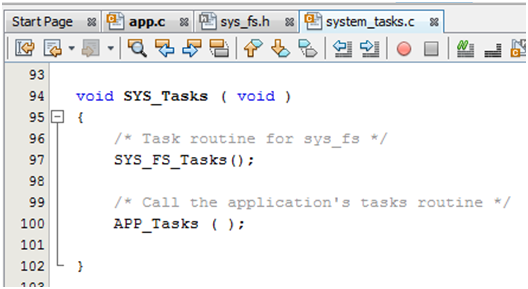 Start Page app.c sys_fs.h system_tasks.c
93
94 void SYS_Tasks ( void )
95 {
96 /* Task routine for sys_fs */
97 SYS_FS_Tasks();
98
99 /* Call the application's tasks routine */
100 APP_Tasks ( );
101
102 }
103